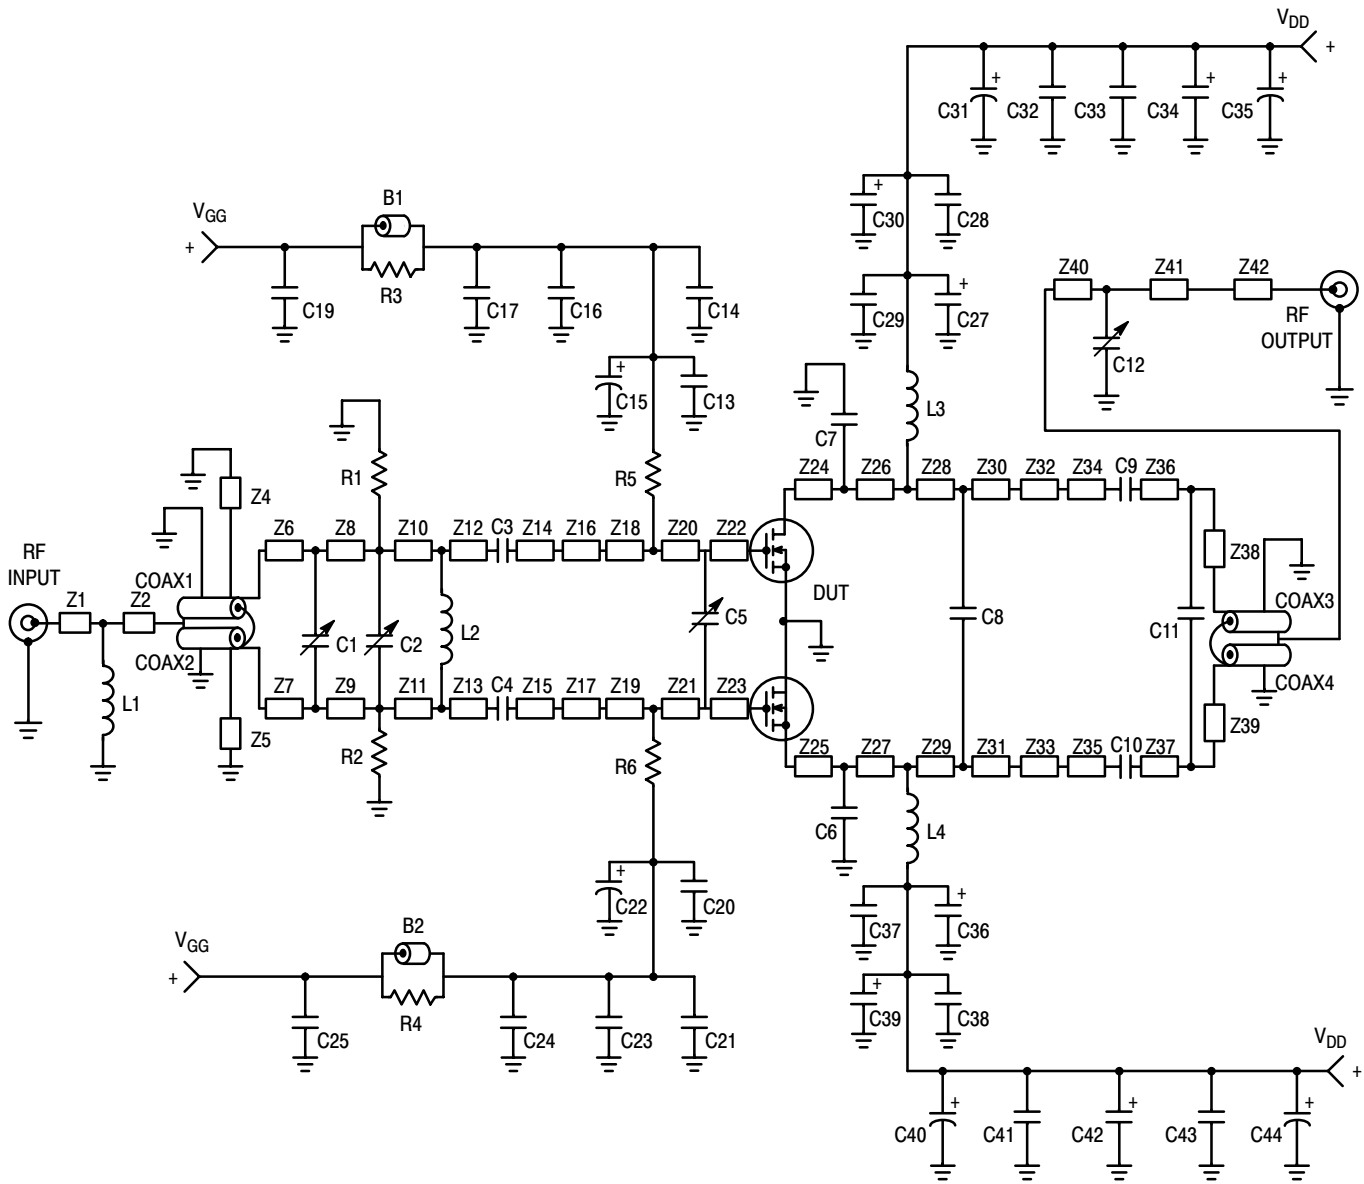 VDD
+
+ + +
C31 C32 C33 C34 C35
B1
VGG
+
+
C30 C28
R3
C19 C17 C16 C14
+
C29 C27
Z40 Z41 Z42
RF
OUTPUT
C12
+
C15 C13
L3
C7
R1 R5
Z4
Z24 Z26 Z28 Z30 Z32 Z34 C9 Z36
Z6 Z8 Z10 Z12 C3 Z14 Z16 Z18 Z20 Z22
Z38
RF
INPUT
COAX1
DUT
COAX3
Z1 Z2
C1 C2 L2 C5 C8 C11
COAX2
COAX4
L1
Z7 Z9 Z11 Z13 C4 Z15 Z17 Z19 Z21 Z23
Z5
Z39
R2 R6
Z25 Z27 Z29 Z31 Z33 Z35 C10 Z37
C6 L4
+
C22 C20
+
C37 C36
B2
VGG
+
R4
+
C39 C38
C25 C24 C23 C21
VDD
+
+ + +
C40 C41 C42 C43 C44